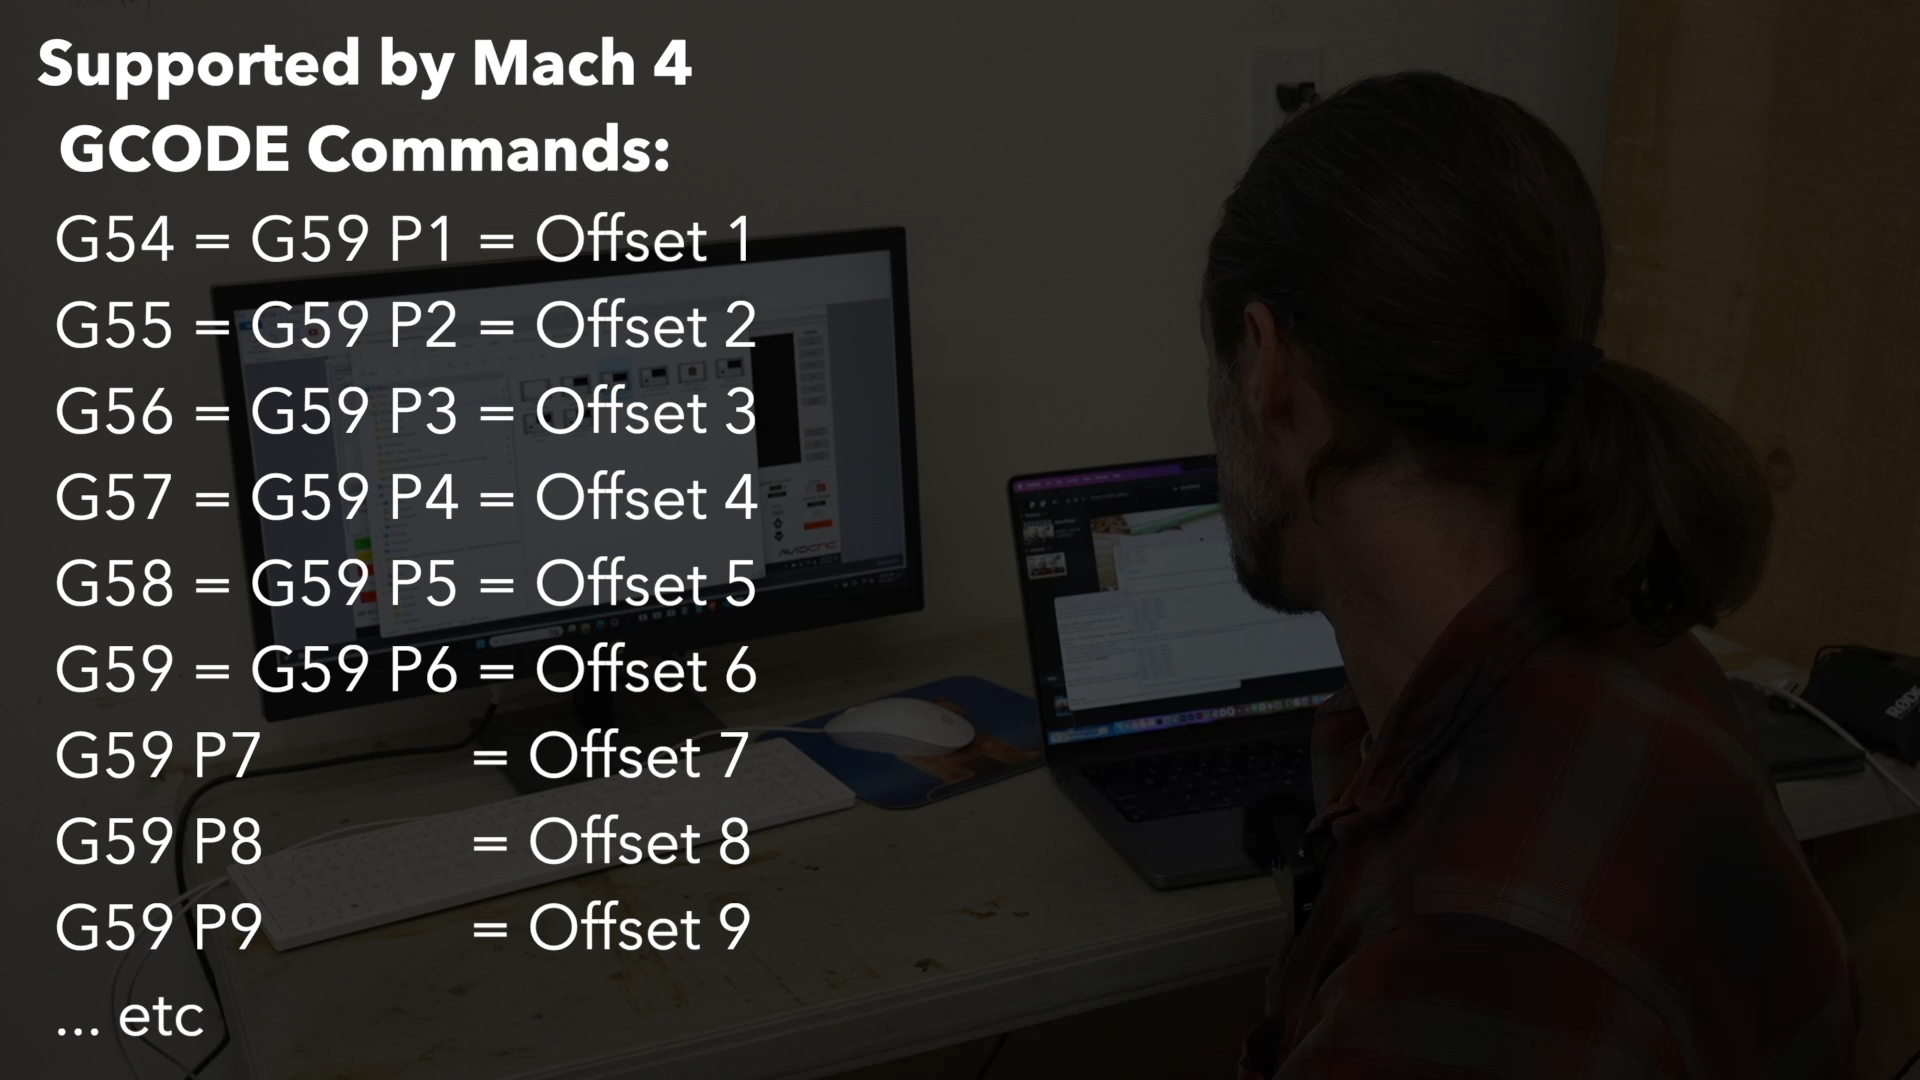 Supported by Mach 4
GCODE Commands:
G54 = G59 P1 = Offset 1
G55 = G59 P2 = Offset 2
G56 = G59 P3 = Offset 3
G57 = G59 P4 = Offset 4
G58 = G59 P5 = Offset 5
G59 = G59 P6 = Offset 6
G59 P7 = Offset 7
G59 P8 = Offset 8
G59 P9 = Offset 9
... etc
AVIDCNC
RODE